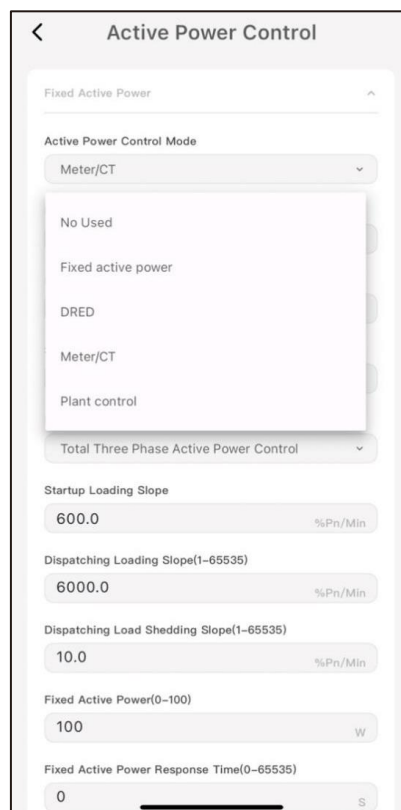 Active Power Control
Fixed Active Power
Active Power Control Mode
Meter/CT
No Used
Fixed active power
DRED
Meter/CT
Plant control
Total Three Phase Active Power Control
Startup Loading Slope
600.0 %Pn/Min
Dispatching Loading Slope(1-65535)
6000.0 %Pn/Min
Dispatching Load Shedding Slope(1-65535)
10.0 %Pn/Min
Fixed Active Power(0-100)
100 W
Fixed Active Power Response Time(0-65535)
0 S